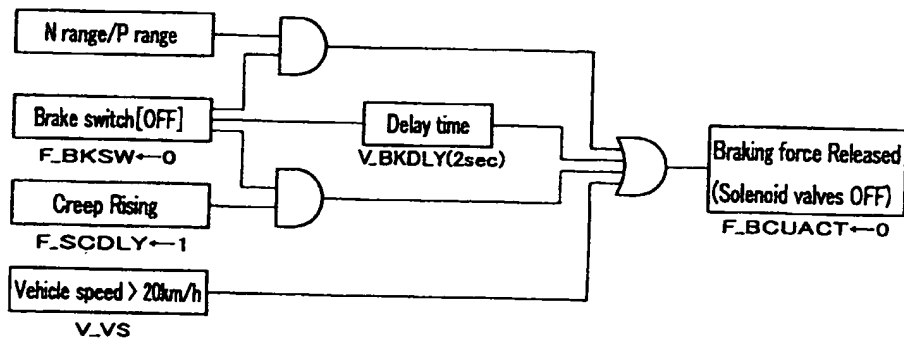 N range/P range
Brake switch[OFF]
F_BKSW←0
Delay time
V_BKDLY(2sec)
Creep Rising
F_SCDLY←1
Vehicle speed > 20km/h
V_VS
Braking force Released
(Solenoid valves OFF)
F_BCUACT←0